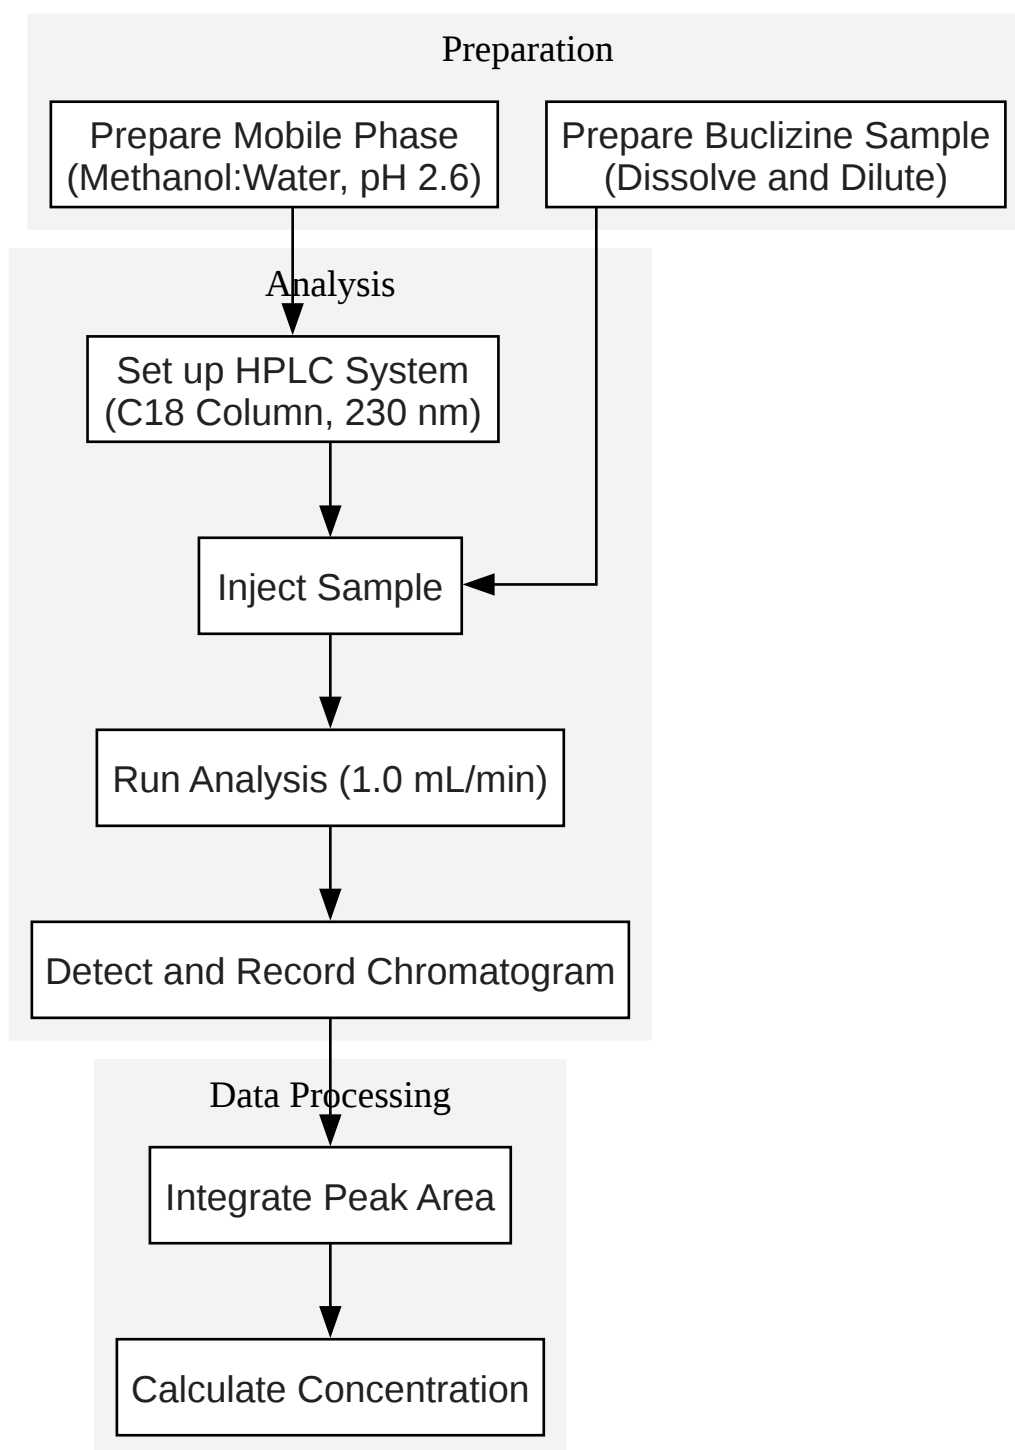 Preparation
Prepare Mobile Phase
(Methanol:Water, pH 2.6)
Prepare Buclizine Sample
(Dissolve and Dilute)
Analysis
Set up HPLC System
(C18 Column, 230 nm)
Inject Sample
Run Analysis (1.0 mL/min)
Detect and Record Chromatogram
Data Processing
Integrate Peak Area
Calculate Concentration